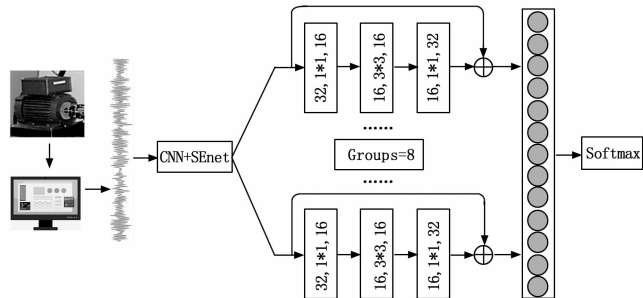 CNN+SEnet
32,1*1,16
16,3*3,16
16,1*1,32
......
Groups=8
......
32,1*1,16
16,3*3,16
16,1*1,32
Softmax